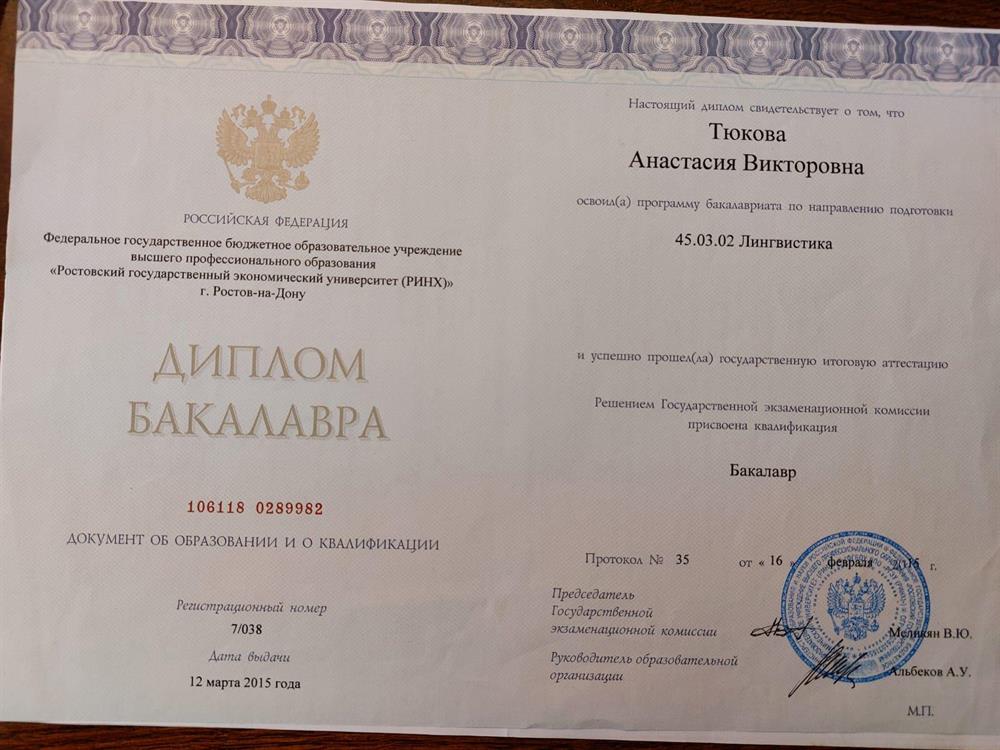 РОССИЙСКАЯ ФЕДЕРАЦИЯ
Федеральное государственное бюджетное образовательное учреждение
высшего профессионального образования
«Ростовский государственный экономический университет (РИНХ)»
г. Ростов-на-Дону
ДИПЛОМ
БАКАЛАВРА
106118 0289982
ДОКУМЕНТ ОБ ОБРАЗОВАНИИ И О КВАЛИФИКАЦИИ
Регистрационный номер
7/038
Дата выдачи
12 марта 2015 года
Настоящий диплом свидетельствует о том, что
Тюкова
Анастасия Викторовна
освоил(а) программу бакалавриата по направлению подготовки
45.03.02 Лингвистика
и успешно прошел(ла) государственную итоговую аттестацию
Решением Государственной экзаменационной комиссии
присвоена квалификация
Бакалавр
Протокол № 35 от « 16 » февраля 2015 г.
Председатель
Государственной
экзаменационной комиссии Меликян В.Ю.
Руководитель образовательной
организации Альбеков А.У.
М.П.